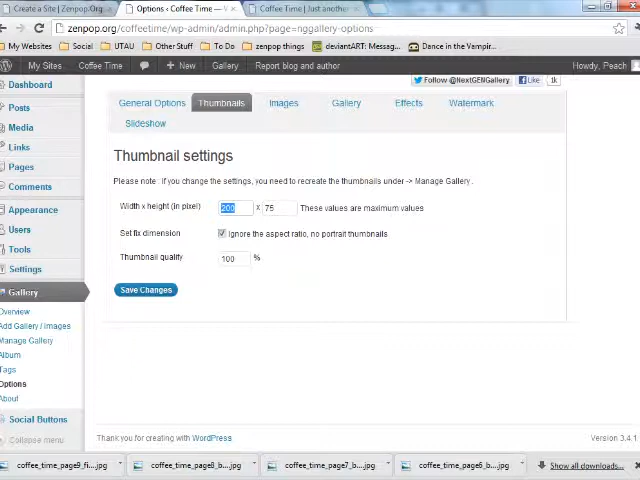 Create a Site | Zenpop.Org
Options ‹ Coffee Time — V
Coffee Time | Just another
zenpop.org/coffeetime/wp-admin/admin.php?page=nggallery-options
My Websites
Social
UTAU
Other Stuff
To Do
zenpop things
deviantART: Messag...
Dance in the Vampir...
My Sites
Coffee Time
+ New
Gallery
Report blog and author
Howdy, Peach
Dashboard
Posts
Media
Links
Pages
Comments
Appearance
Users
Tools
Settings
Gallery
Overview
Add Gallery / Images
Manage Gallery
Album
Tags
Options
About
Social Buttons
Collapse menu
Follow @NextGENGallery
Like
1k
General Options
Thumbnails
Images
Gallery
Effects
Watermark
Slideshow
Thumbnail settings
Please note : if you change the settings, you need to recreate the thumbnails under -> Manage Gallery .
Width x height (in pixel) 200 x 75 These values are maximum values
Set fix dimension Ignore the aspect ratio, no portrait thumbnails
Thumbnail quality 100 %
Save Changes
Thank you for creating with WordPress
Version 3.4.1
coffee_time_page9_fi....jpg
coffee_time_page8_b....jpg
coffee_time_page7_b....jpg
coffee_time_page6_b....jpg
Show all downloads...